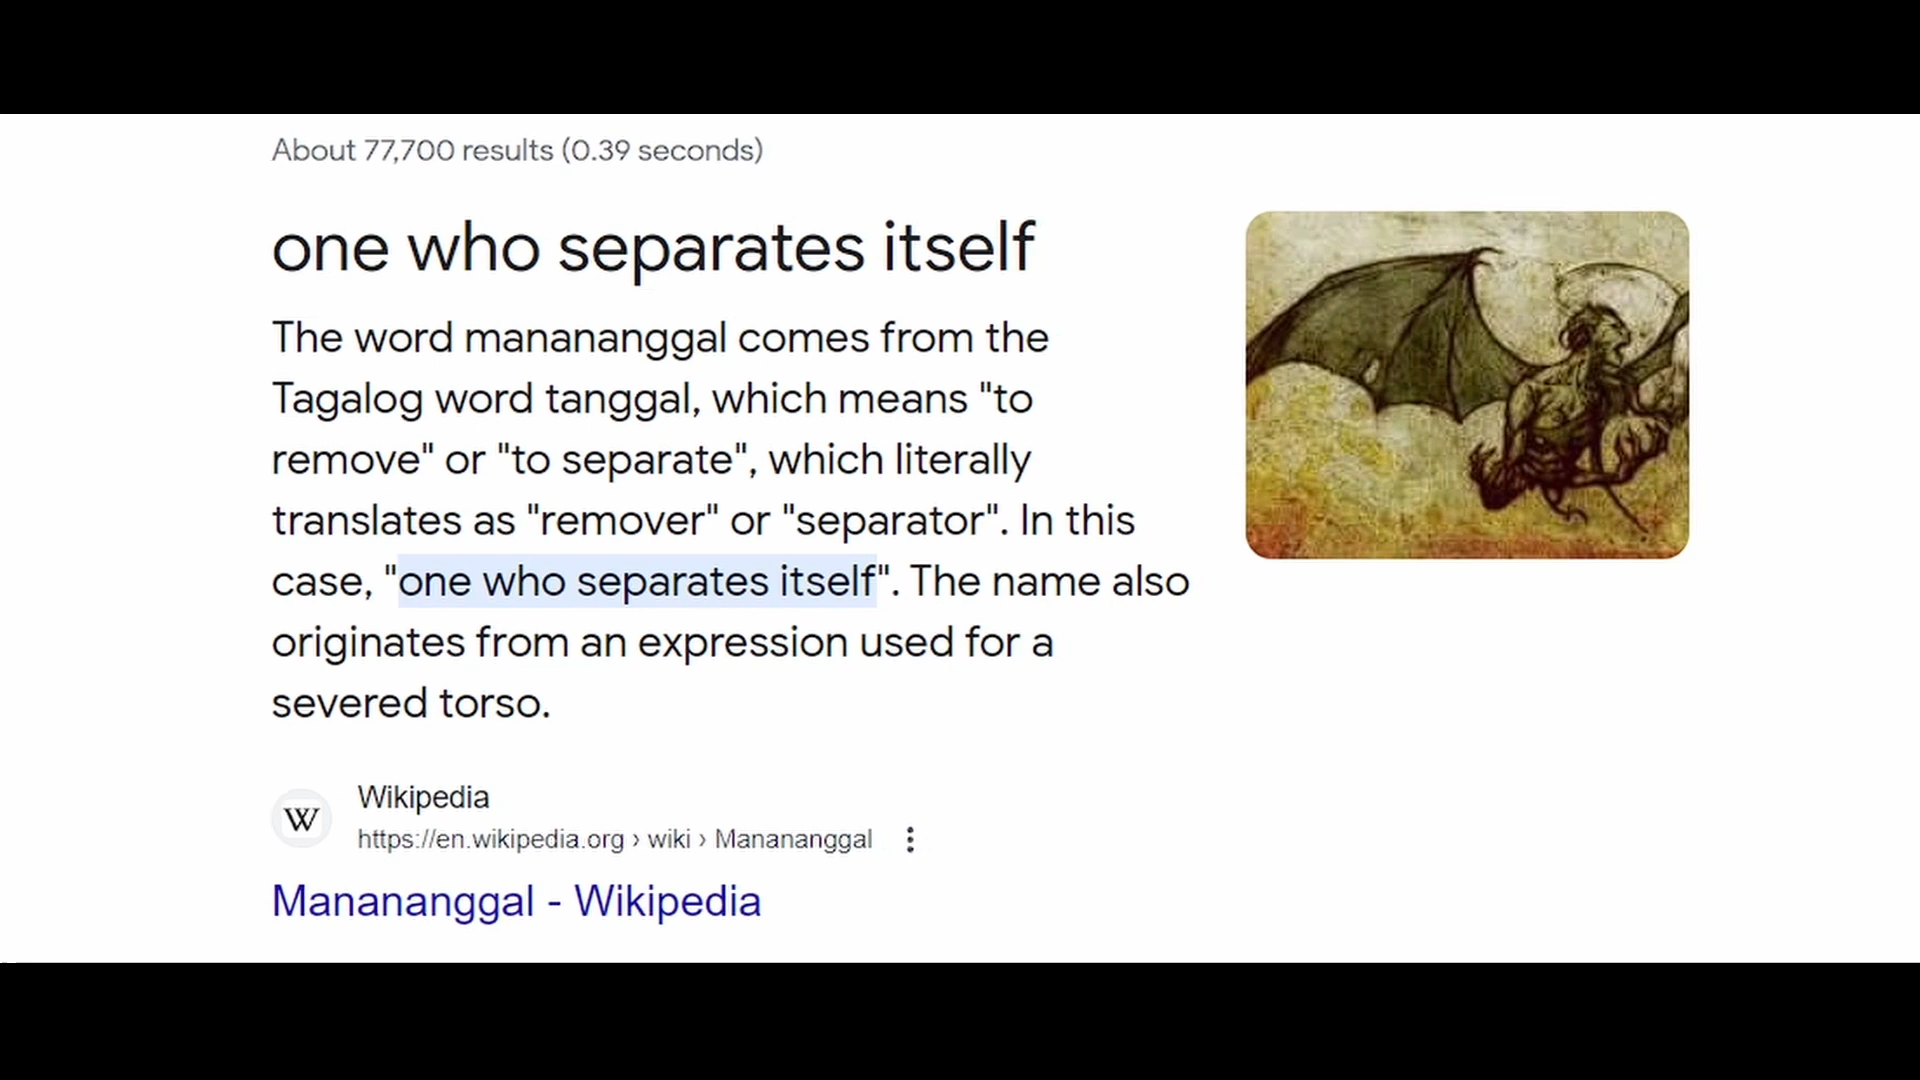 About 77,700 results (0.39 seconds)
one who separates itself
The word manananggal comes from the
Tagalog word tanggal, which means "to
remove" or "to separate", which literally
translates as "remover" or "separator". In this
case, "one who separates itself". The name also
originates from an expression used for a
severed torso.
W
Wikipedia
https://en.wikipedia.org › wiki › Manananggal
Manananggal - Wikipedia